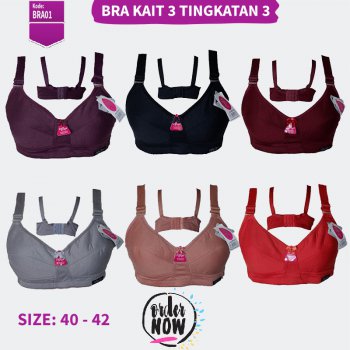 Kode:
BRA01
BRA KAIT 3 TINGKATAN 3
SIZE: 40 - 42
order
NOW